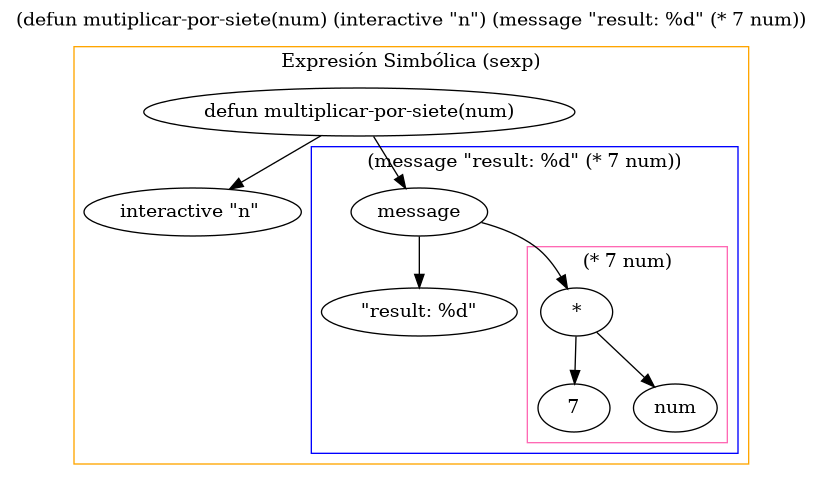 (defun mutiplicar-por-siete(num) (interactive "n") (message "result: %d" (* 7 num))
Expresión Simbólica (sexp)
defun multiplicar-por-siete(num)
(message "result: %d" (* 7 num))
interactive "n"
message
(* 7 num)
"result: %d"
*
7
num